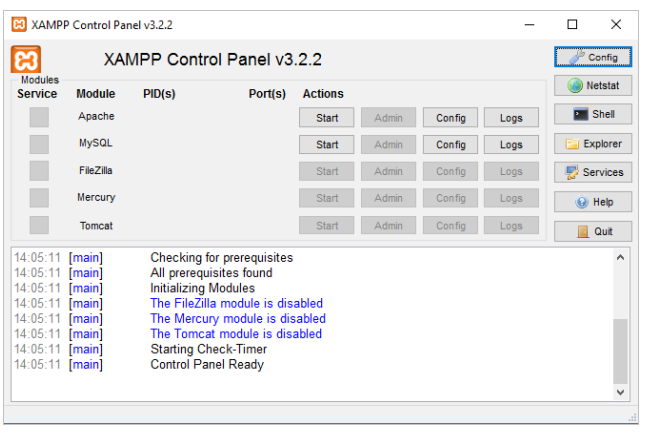 XAMPP Control Panel v3.2.2
XAMPP Control Panel v3.2.2
Config
Modules
Service Module PID(s) Port(s) Actions
Netstat
Apache Start Admin Config Logs
Shell
MySQL Start Admin Config Logs
Explorer
FileZilla Start Admin Config Logs
Services
Mercury Start Admin Config Logs
Help
Tomcat Start Admin Config Logs
Quit
14:05:11 [main] Checking for prerequisites
14:05:11 [main] All prerequisites found
14:05:11 [main] Initializing Modules
14:05:11 [main] The FileZilla module is disabled
14:05:11 [main] The Mercury module is disabled
14:05:11 [main] The Tomcat module is disabled
14:05:11 [main] Starting Check-Timer
14:05:11 [main] Control Panel Ready